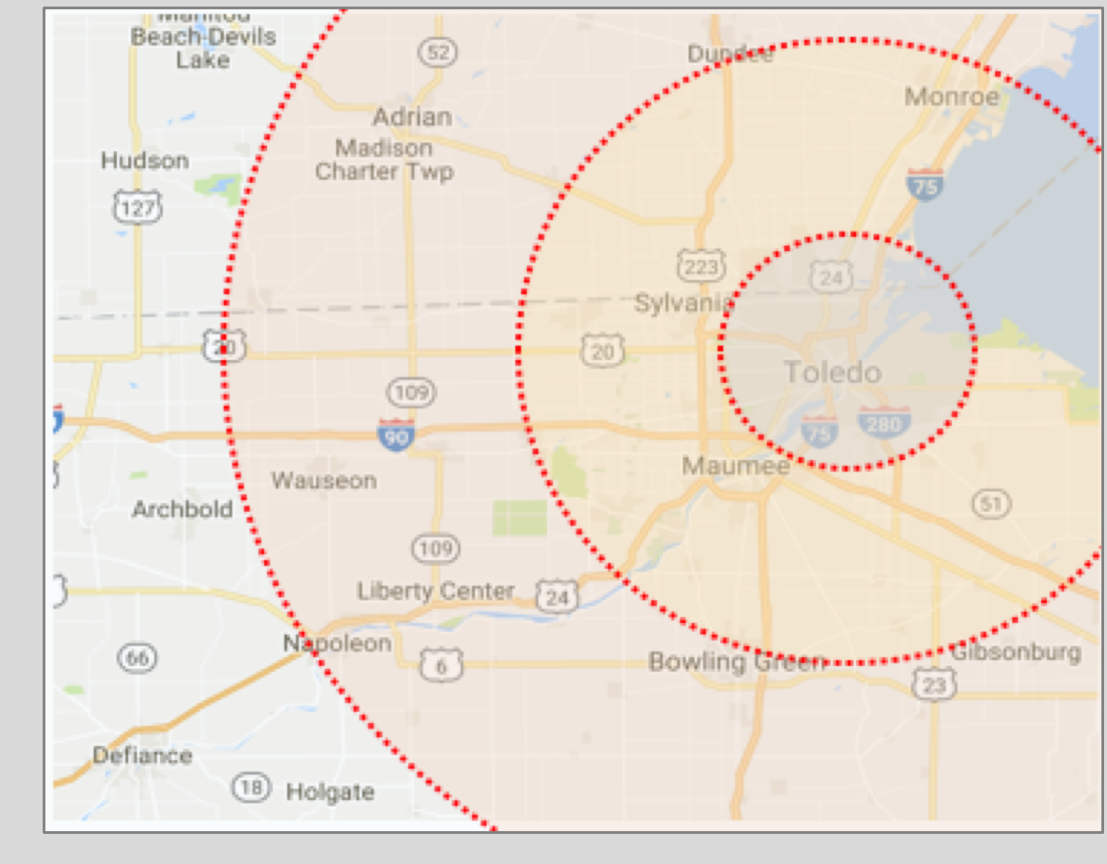 Manitou
Beach-Devils
Lake
52
Dundee
Monroe
Adrian
Madison
Charter Twp
Hudson
127
75
223
24
Sylvania
20
20
Toledo
109
90
75
280
Maumee
Wauseon
Archbold
51
109
Liberty Center
24
Napoleon
66
6
Bowling Green
Gibsonburg
23
Defiance
18
Holgate